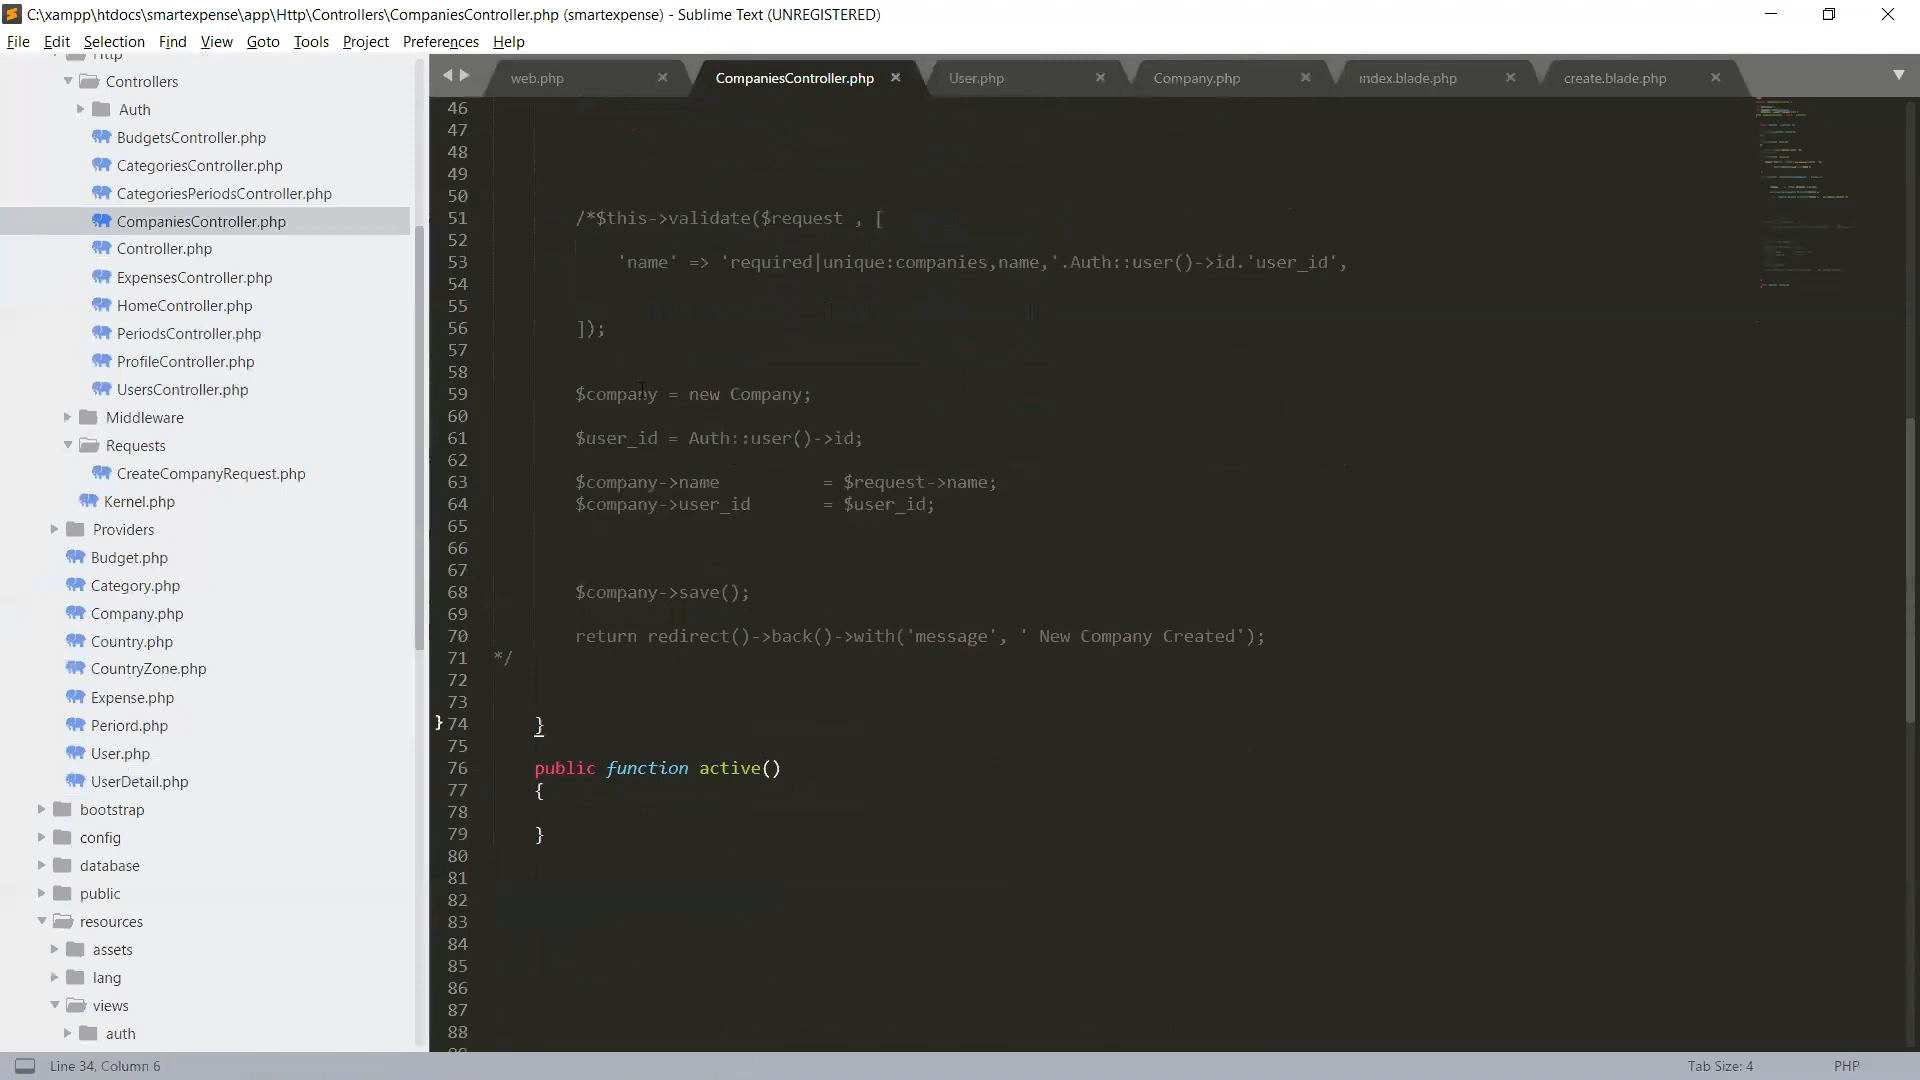 C:\xampp\htdocs\smartexpense\app\Http\Controllers\CompaniesController.php (smartexpense) - Sublime Text (UNREGISTERED)
File Edit Selection Find View Goto Tools Project Preferences Help
Http
Controllers
Auth
BudgetsController.php
CategoriesController.php
CategoriesPeriodsController.php
CompaniesController.php
Controller.php
ExpensesController.php
HomeController.php
PeriodsController.php
ProfileController.php
UsersController.php
Middleware
Requests
CreateCompanyRequest.php
Kernel.php
Providers
Budget.php
Category.php
Company.php
Country.php
CountryZone.php
Expense.php
Periord.php
User.php
UserDetail.php
bootstrap
config
database
public
resources
assets
lang
views
auth
web.php CompaniesController.php User.php Company.php index.blade.php create.blade.php
46
47
48
49
50
51 /*$this->validate($request , [
52
53 'name' => 'required|unique:companies,name,'.Auth::user()->id.'user_id',
54
55
56 ]);
57
58
59 $company = new Company;
60
61 $user_id = Auth::user()->id;
62
63 $company->name = $request->name;
64 $company->user_id = $user_id;
65
66
67
68 $company->save();
69
70 return redirect()->back()->with('message', ' New Company Created');
71 */
72
73
} 74 }
75
76 public function active()
77 {
78
79 }
80
81
82
83
84
85
86
87
88
Line 34, Column 6 Tab Size: 4 PHP